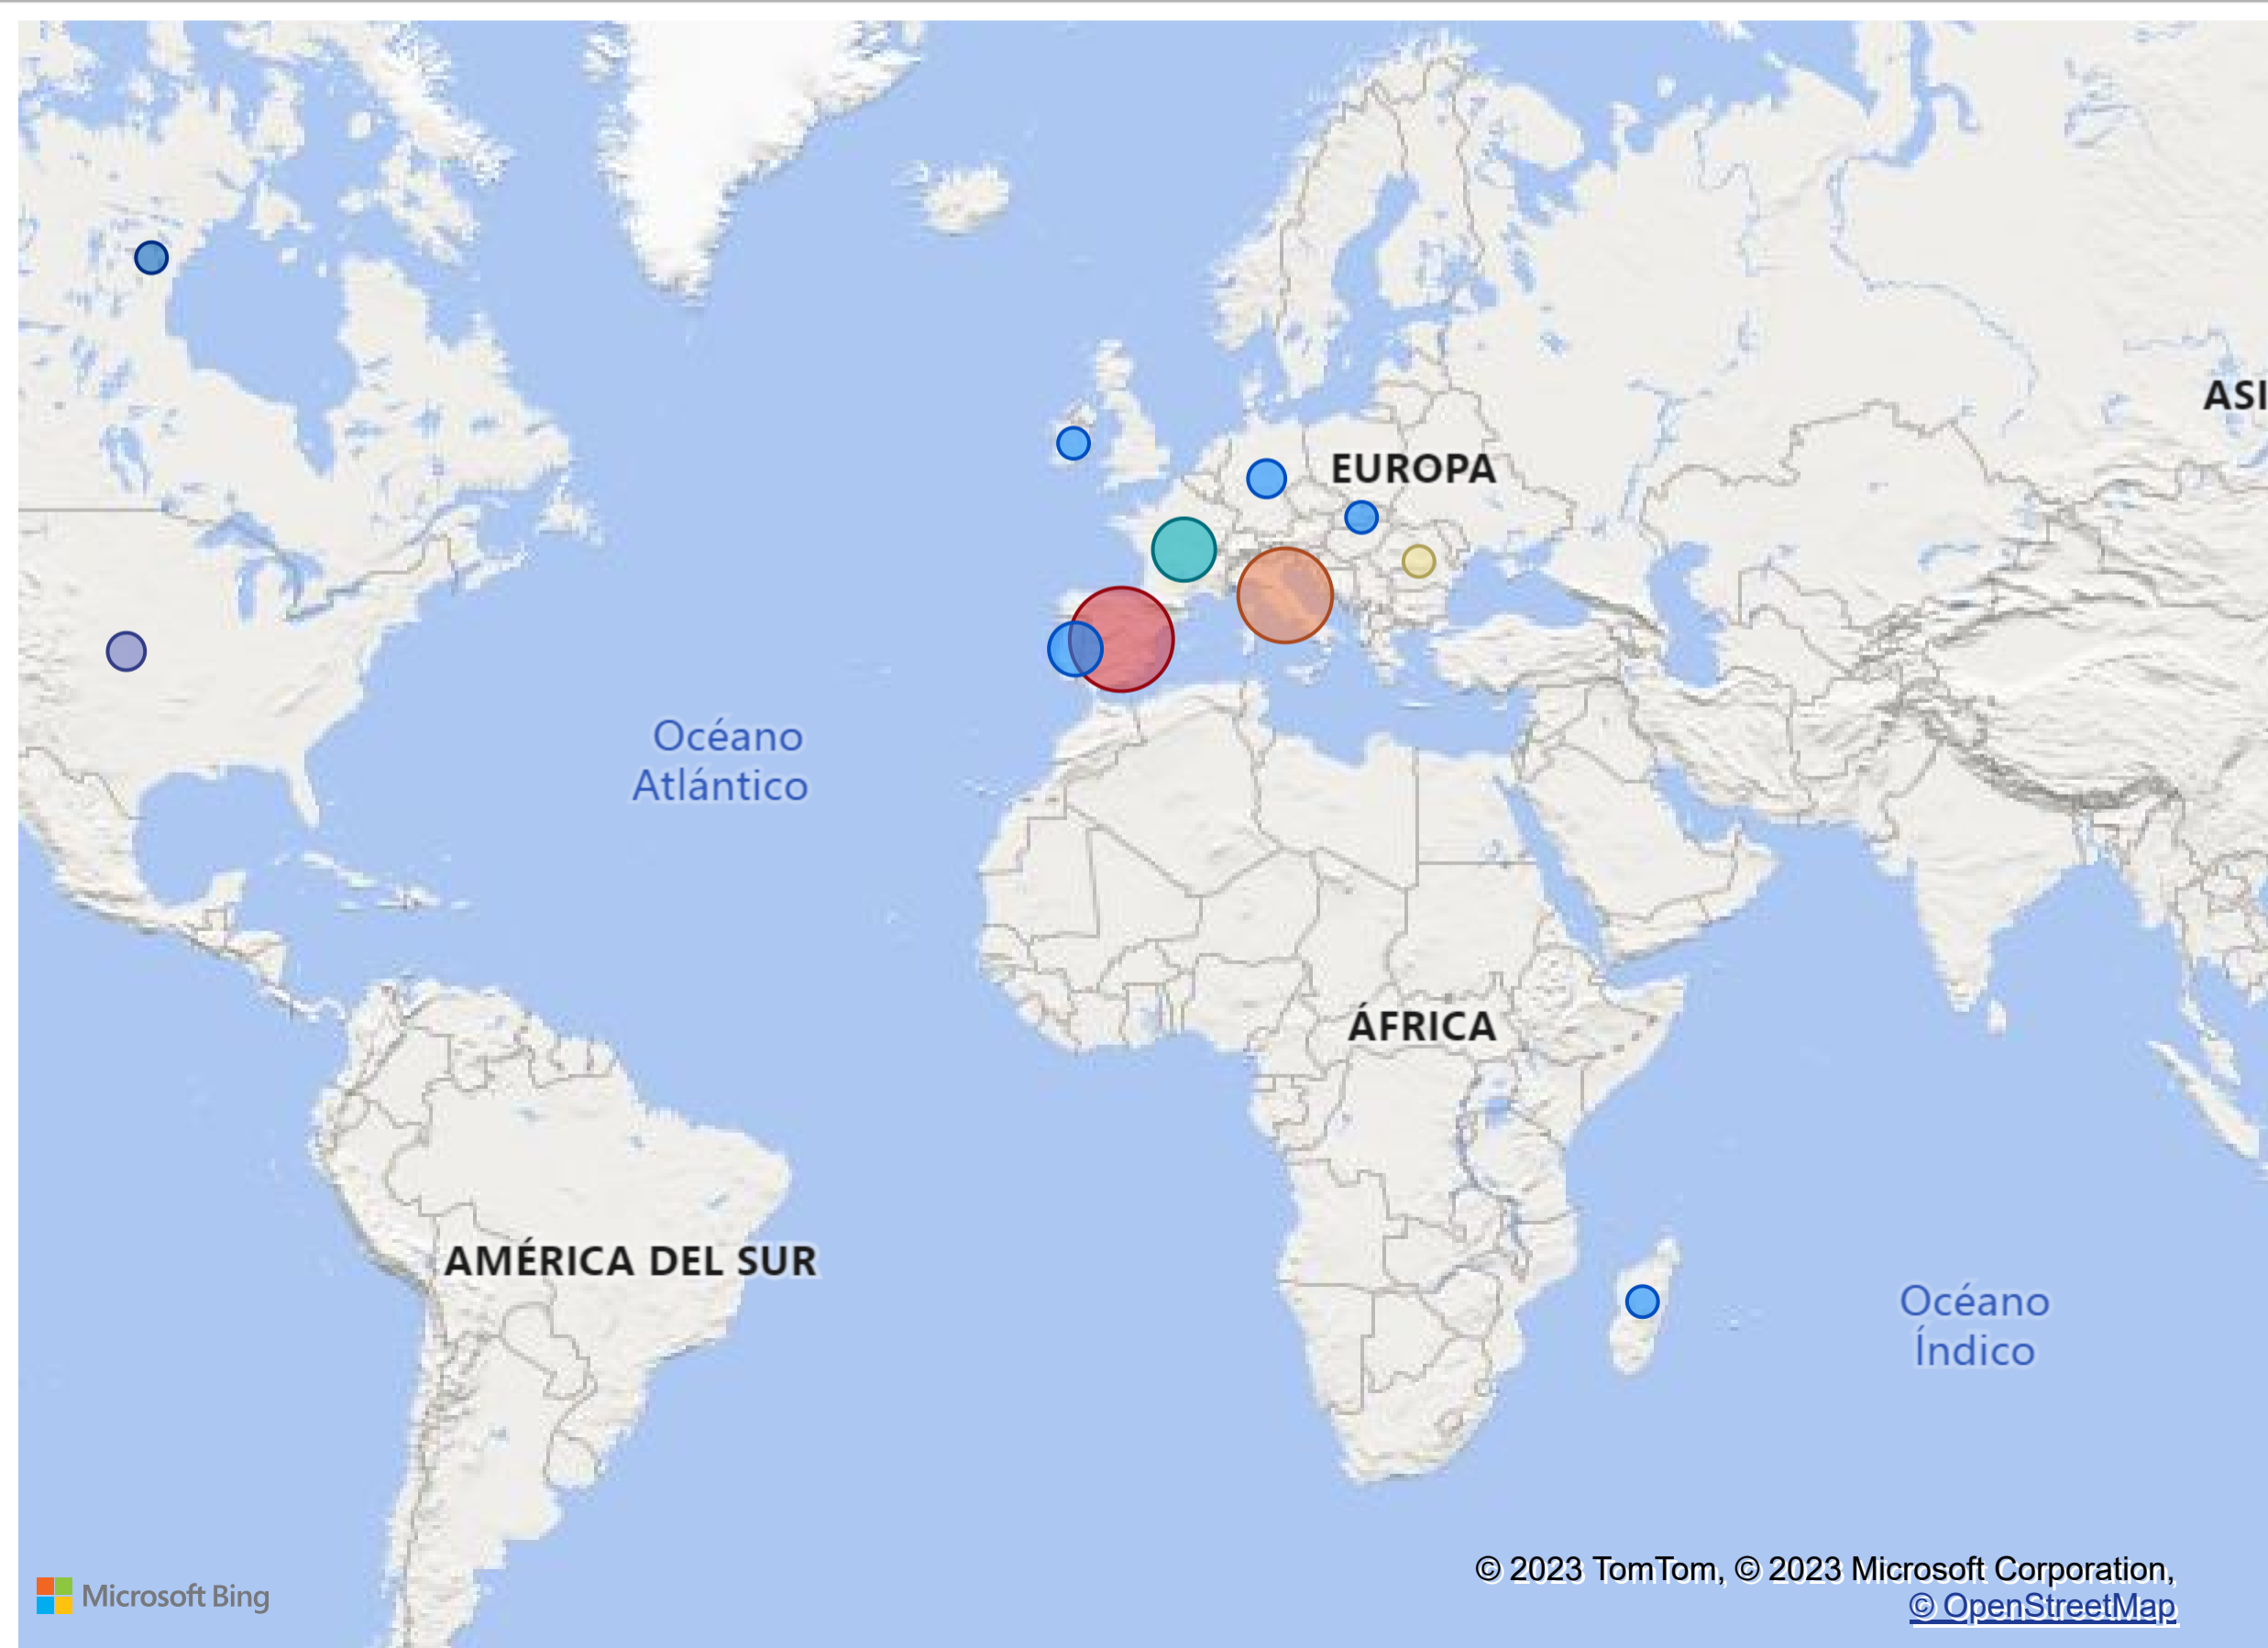 ASI
EUROPA
Océano
Atlántico
ÁFRICA
AMÉRICA DEL SUR
Océano
Índico
© 2023 TomTom, © 2023 Microsoft Corporation,
Microsoft Bing
© OpenStreetMap